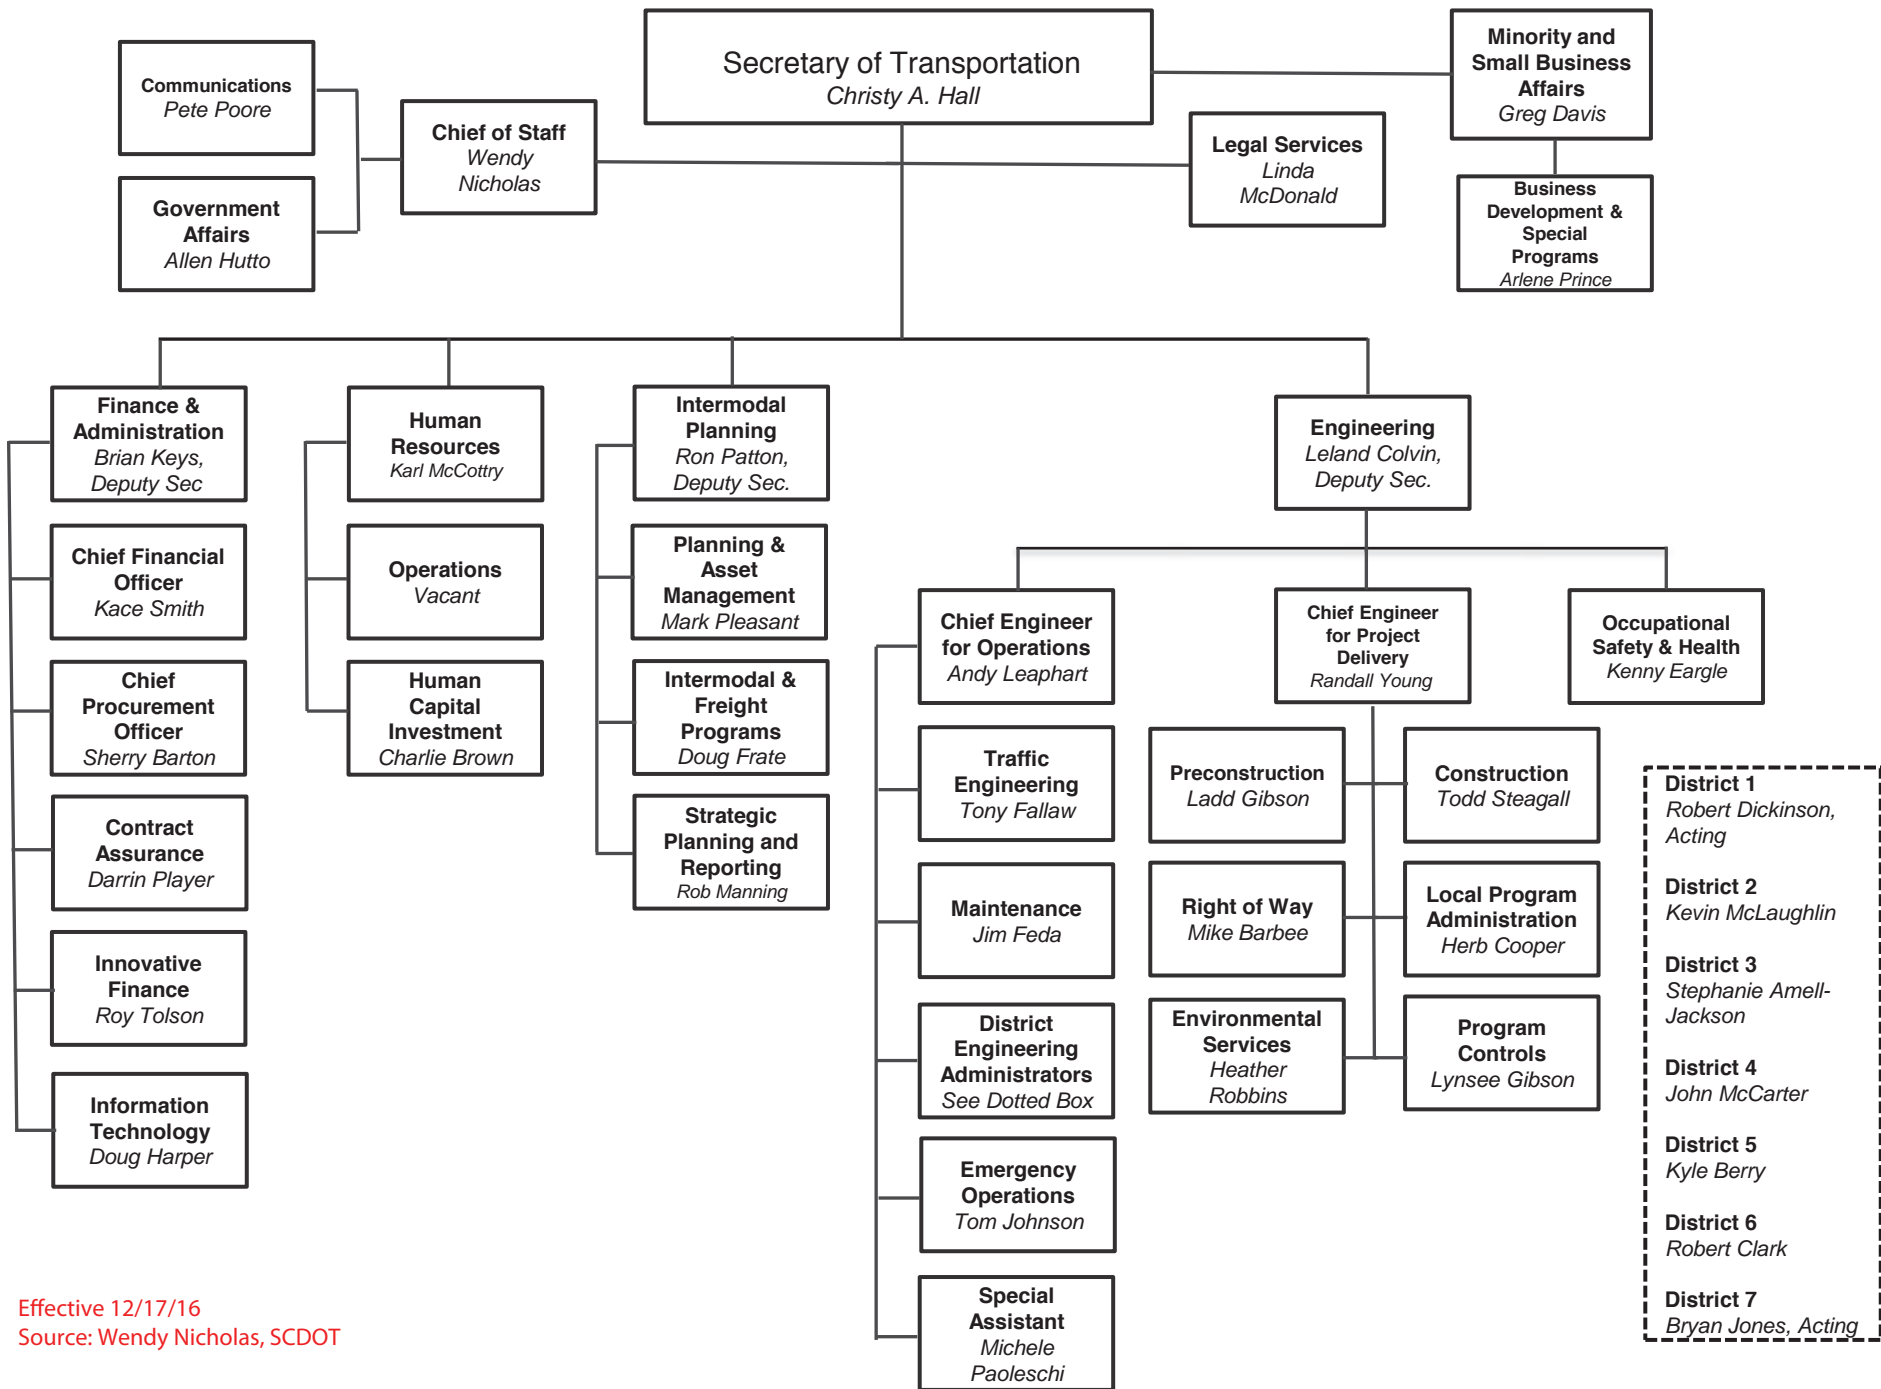 Secretary of Transportation
Christy A. Hall
Minority and
Small Business
Affairs
Greg Davis
Communications
Pete Poore
Chief of Staff
Wendy
Nicholas
Legal Services
Linda
McDonald
Government
Affairs
Allen Hutto
Business
Development &
Special
Programs
Arlene Prince
Finance &
Administration
Brian Keys,
Deputy Sec
Chief Financial
Officer
Kace Smith
Chief
Procurement
Officer
Sherry Barton
Contract
Assurance
Darrin Player
Innovative
Finance
Roy Tolson
Information
Technology
Doug Harper
Human
Resources
Karl McCottry
Operations
Vacant
Human
Capital
Investment
Charlie Brown
Intermodal
Planning
Ron Patton,
Deputy Sec.
Planning &
Asset
Management
Mark Pleasant
Intermodal &
Freight
Programs
Doug Frate
Strategic
Planning and
Reporting
Rob Manning
Engineering
Leland Colvin,
Deputy Sec.
Chief Engineer
for Operations
Andy Leaphart
Traffic
Engineering
Tony Fallaw
Maintenance
Jim Feda
District
Engineering
Administrators
See Dotted Box
Emergency
Operations
Tom Johnson
Special
Assistant
Michele
Paoleschi
Chief Engineer
for Project
Delivery
Randall Young
Preconstruction
Ladd Gibson
Construction
Todd Steagall
Right of Way
Mike Barbee
Local Program
Administration
Herb Cooper
Environmental
Services
Heather
Robbins
Program
Controls
Lynsee Gibson
Occupational
Safety & Health
Kenny Eargle
District 1
Robert Dickinson,
Acting
District 2
Kevin McLaughlin
District 3
Stephanie Amell-
Jackson
District 4
John McCarter
District 5
Kyle Berry
District 6
Robert Clark
District 7
Bryan Jones, Acting
Effective 12/17/16
Source: Wendy Nicholas, SCDOT